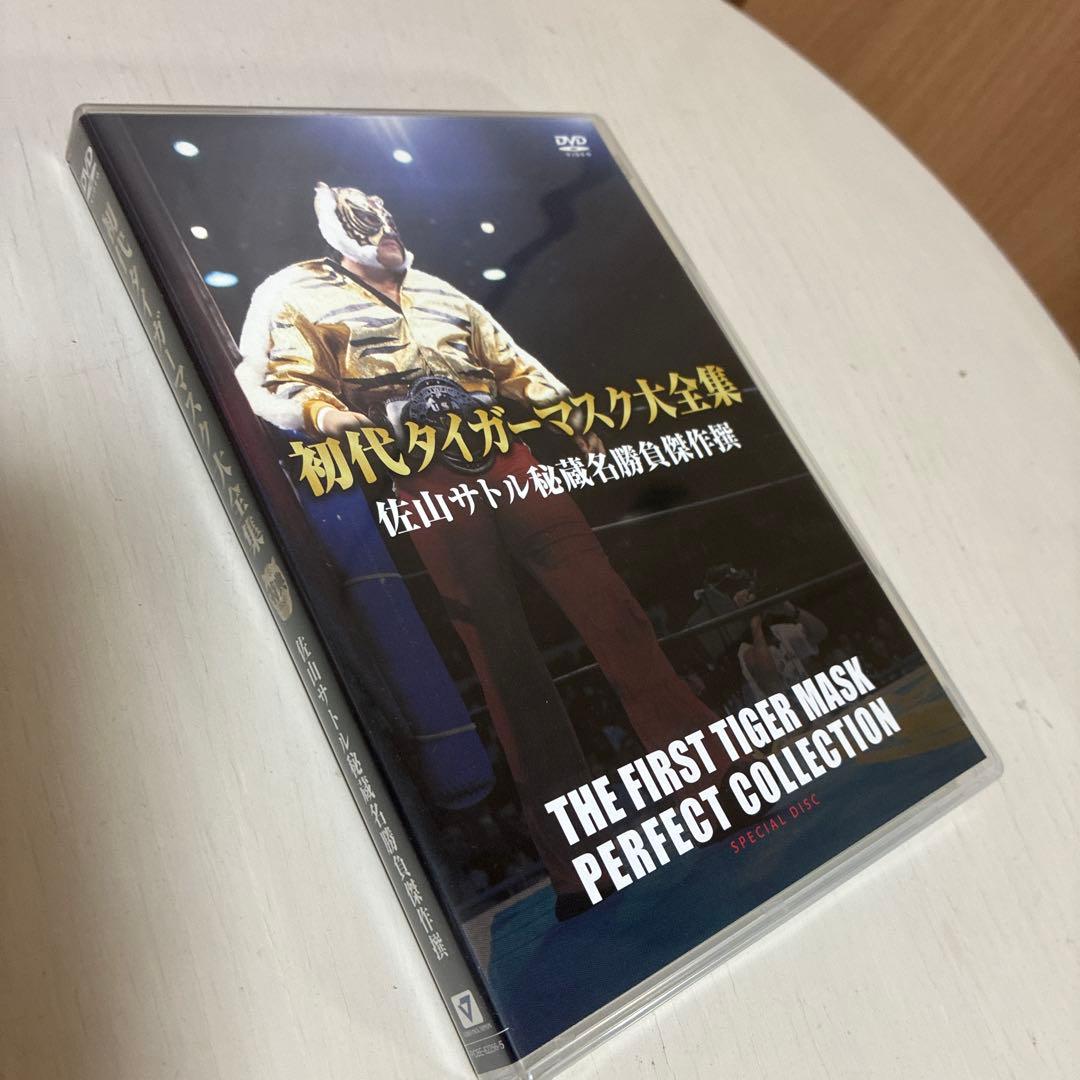 DVD
VIDEO
初代タイガーマスク大全集
佐山サトル秘蔵名勝負傑作撰
THE FIRST TIGER MASK
PERFECT COLLECTION
SPECIAL DISC
DVD
初代タイガーマスク大全集
佐山サトル秘蔵名勝負傑作撰